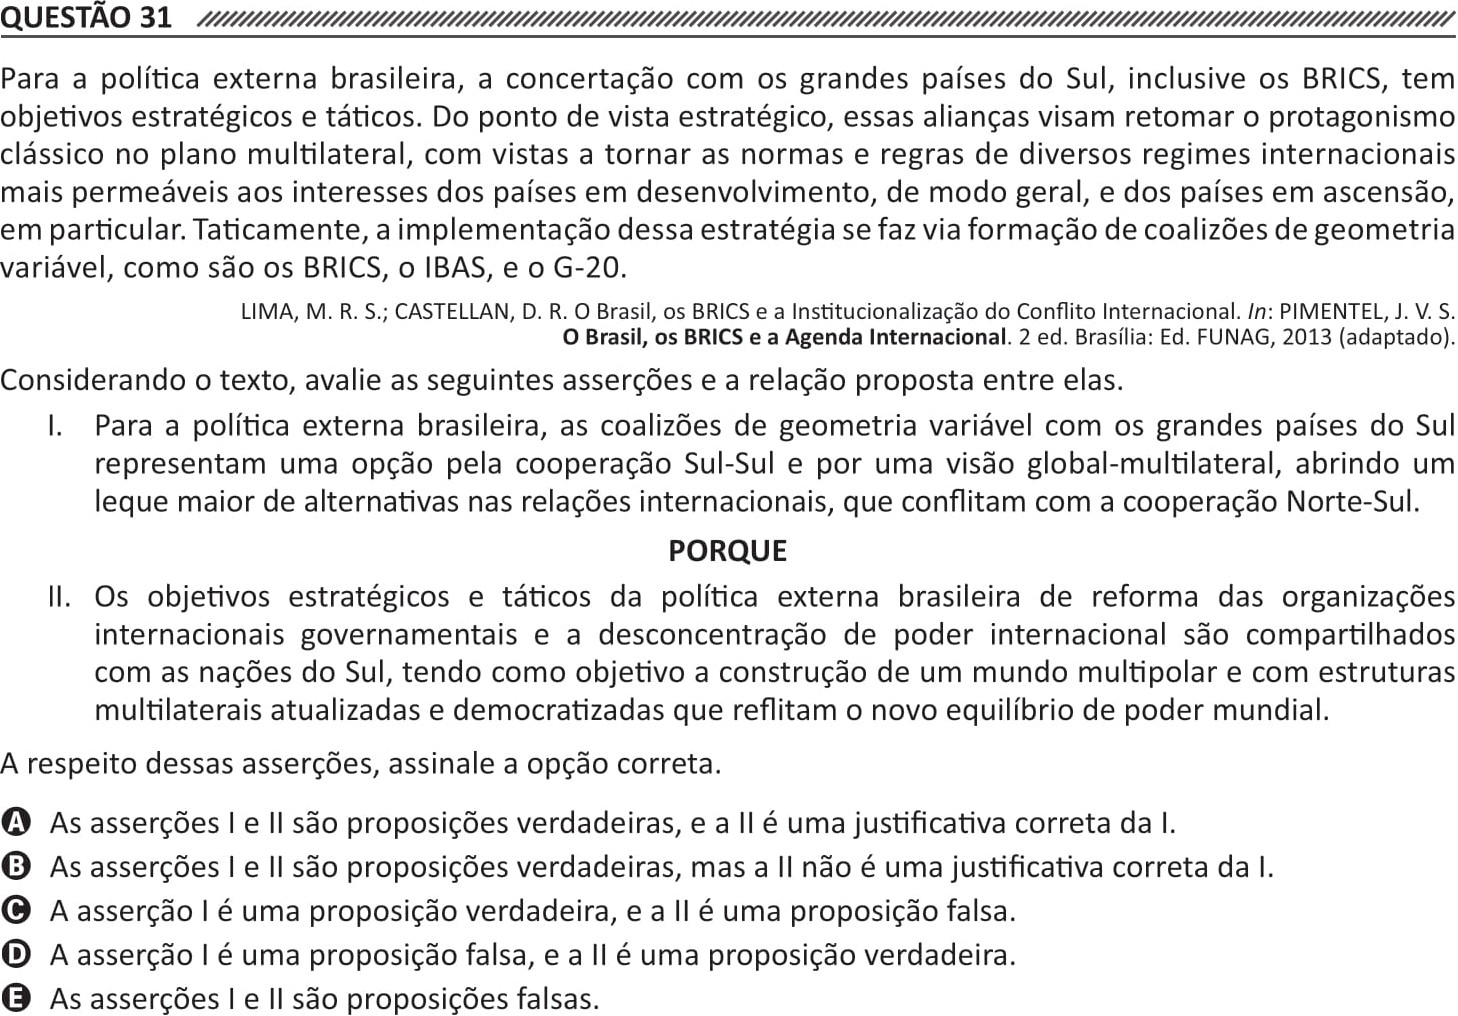 QUESTÃO 31
Para a política externa brasileira, a concertação com os grandes países do Sul, inclusive os BRICS, tem
objetivos estratégicos e táticos. Do ponto de vista estratégico, essas alianças visam retomar o protagonismo
clássico no plano multilateral, com vistas a tornar as normas e regras de diversos regimes internacionais
mais permeáveis aos interesses dos países em desenvolvimento, de modo geral, e dos países em ascensão,
em particular. Taticamente, a implementação dessa estratégia se faz via formação de coalizões de geometria
variável, como são os BRICS, o IBAS, e o G-20.
LIMA, M. R. S.; CASTELLAN, D. R. O Brasil, os BRICS e a Institucionalização do Conflito Internacional. In: PIMENTEL, J. V. S.
O Brasil, os BRICS e a Agenda Internacional. 2 ed. Brasília: Ed. FUNAG, 2013 (adaptado).
Considerando o texto, avalie as seguintes asserções e a relação proposta entre elas.
I. Para a política externa brasileira, as coalizões de geometria variável com os grandes países do Sul
representam uma opção pela cooperação Sul-Sul e por uma visão global-multilateral, abrindo um
leque maior de alternativas nas relações internacionais, que conflitam com a cooperação Norte-Sul.
PORQUE
II. Os objetivos estratégicos e táticos da política externa brasileira de reforma das organizações
internacionais governamentais e a desconcentração de poder internacional são compartilhados
com as nações do Sul, tendo como objetivo a construção de um mundo multipolar e com estruturas
multilaterais atualizadas e democratizadas que reflitam o novo equilíbrio de poder mundial.
A respeito dessas asserções, assinale a opção correta.
A As asserções I e II são proposições verdadeiras, e a II é uma justificativa correta da I.
B As asserções I e II são proposições verdadeiras, mas a II não é uma justificativa correta da I.
C A asserção I é uma proposição verdadeira, e a II é uma proposição falsa.
D A asserção I é uma proposição falsa, e a II é uma proposição verdadeira.
E As asserções I e II são proposições falsas.